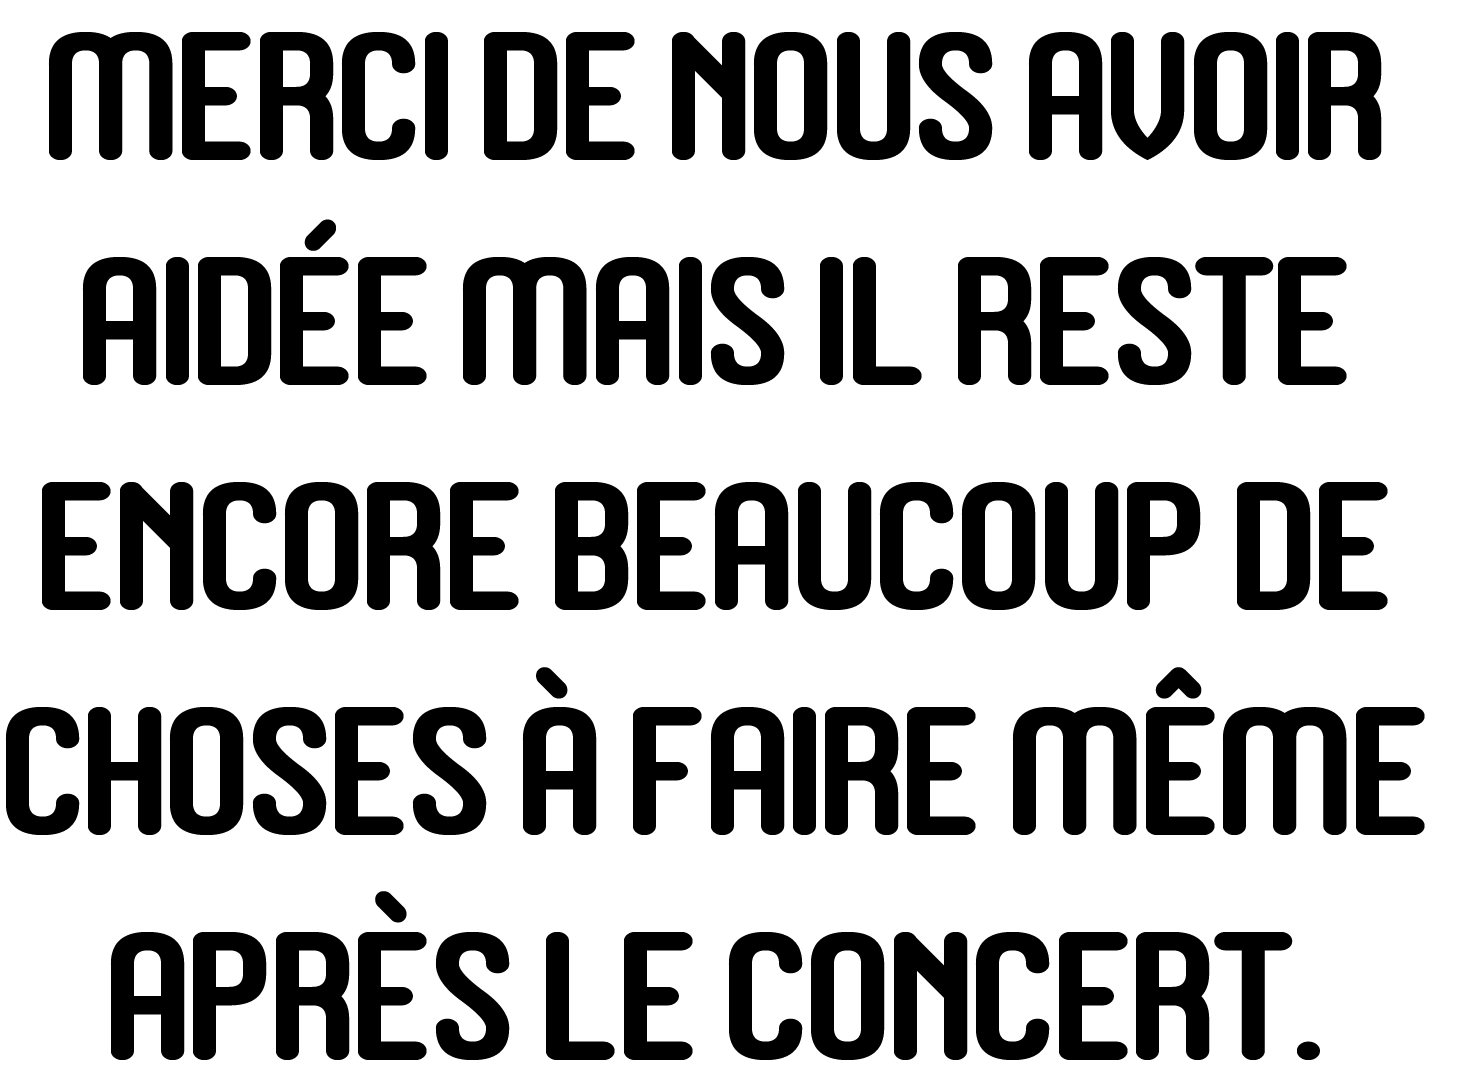 MERCI DE NOUS AVOIR
AIDÉE MAIS IL RESTE
ENCORE BEAUCOUP DE
CHOSES À FAIRE MÊME
APRÈS LE CONCERT.